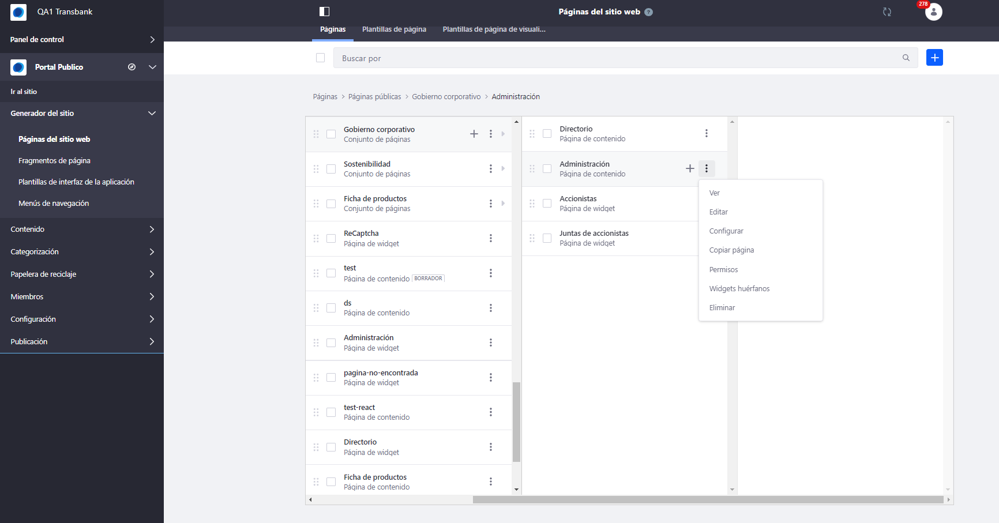 QA1 Transbank
Panel de control
Portal Publico
Ir al sitio
Generador del sitio
Páginas del sitio web
Fragmentos de página
Plantillas de interfaz de la aplicación
Menús de navegación
Contenido
Categorización
Papelera de reciclaje
Miembros
Configuración
Publicación
Páginas del sitio web ?
278
Páginas Plantillas de página Plantillas de página de visuali...
Buscar por
Páginas > Páginas públicas > Gobierno corporativo > Administración
Gobierno corporativo
Conjunto de páginas
Sostenibilidad
Conjunto de páginas
Ficha de productos
Conjunto de páginas
ReCaptcha
Página de widget
test
Página de contenido BORRADOR
ds
Página de contenido
Administración
Página de widget
pagina-no-encontrada
Página de widget
test-react
Página de contenido
Directorio
Página de widget
Ficha de productos
Página de contenido
Directorio
Página de contenido
Administración
Página de contenido
Accionistas
Página de widget
Juntas de accionistas
Página de widget
Ver
Editar
Configurar
Copiar página
Permisos
Widgets huérfanos
Eliminar